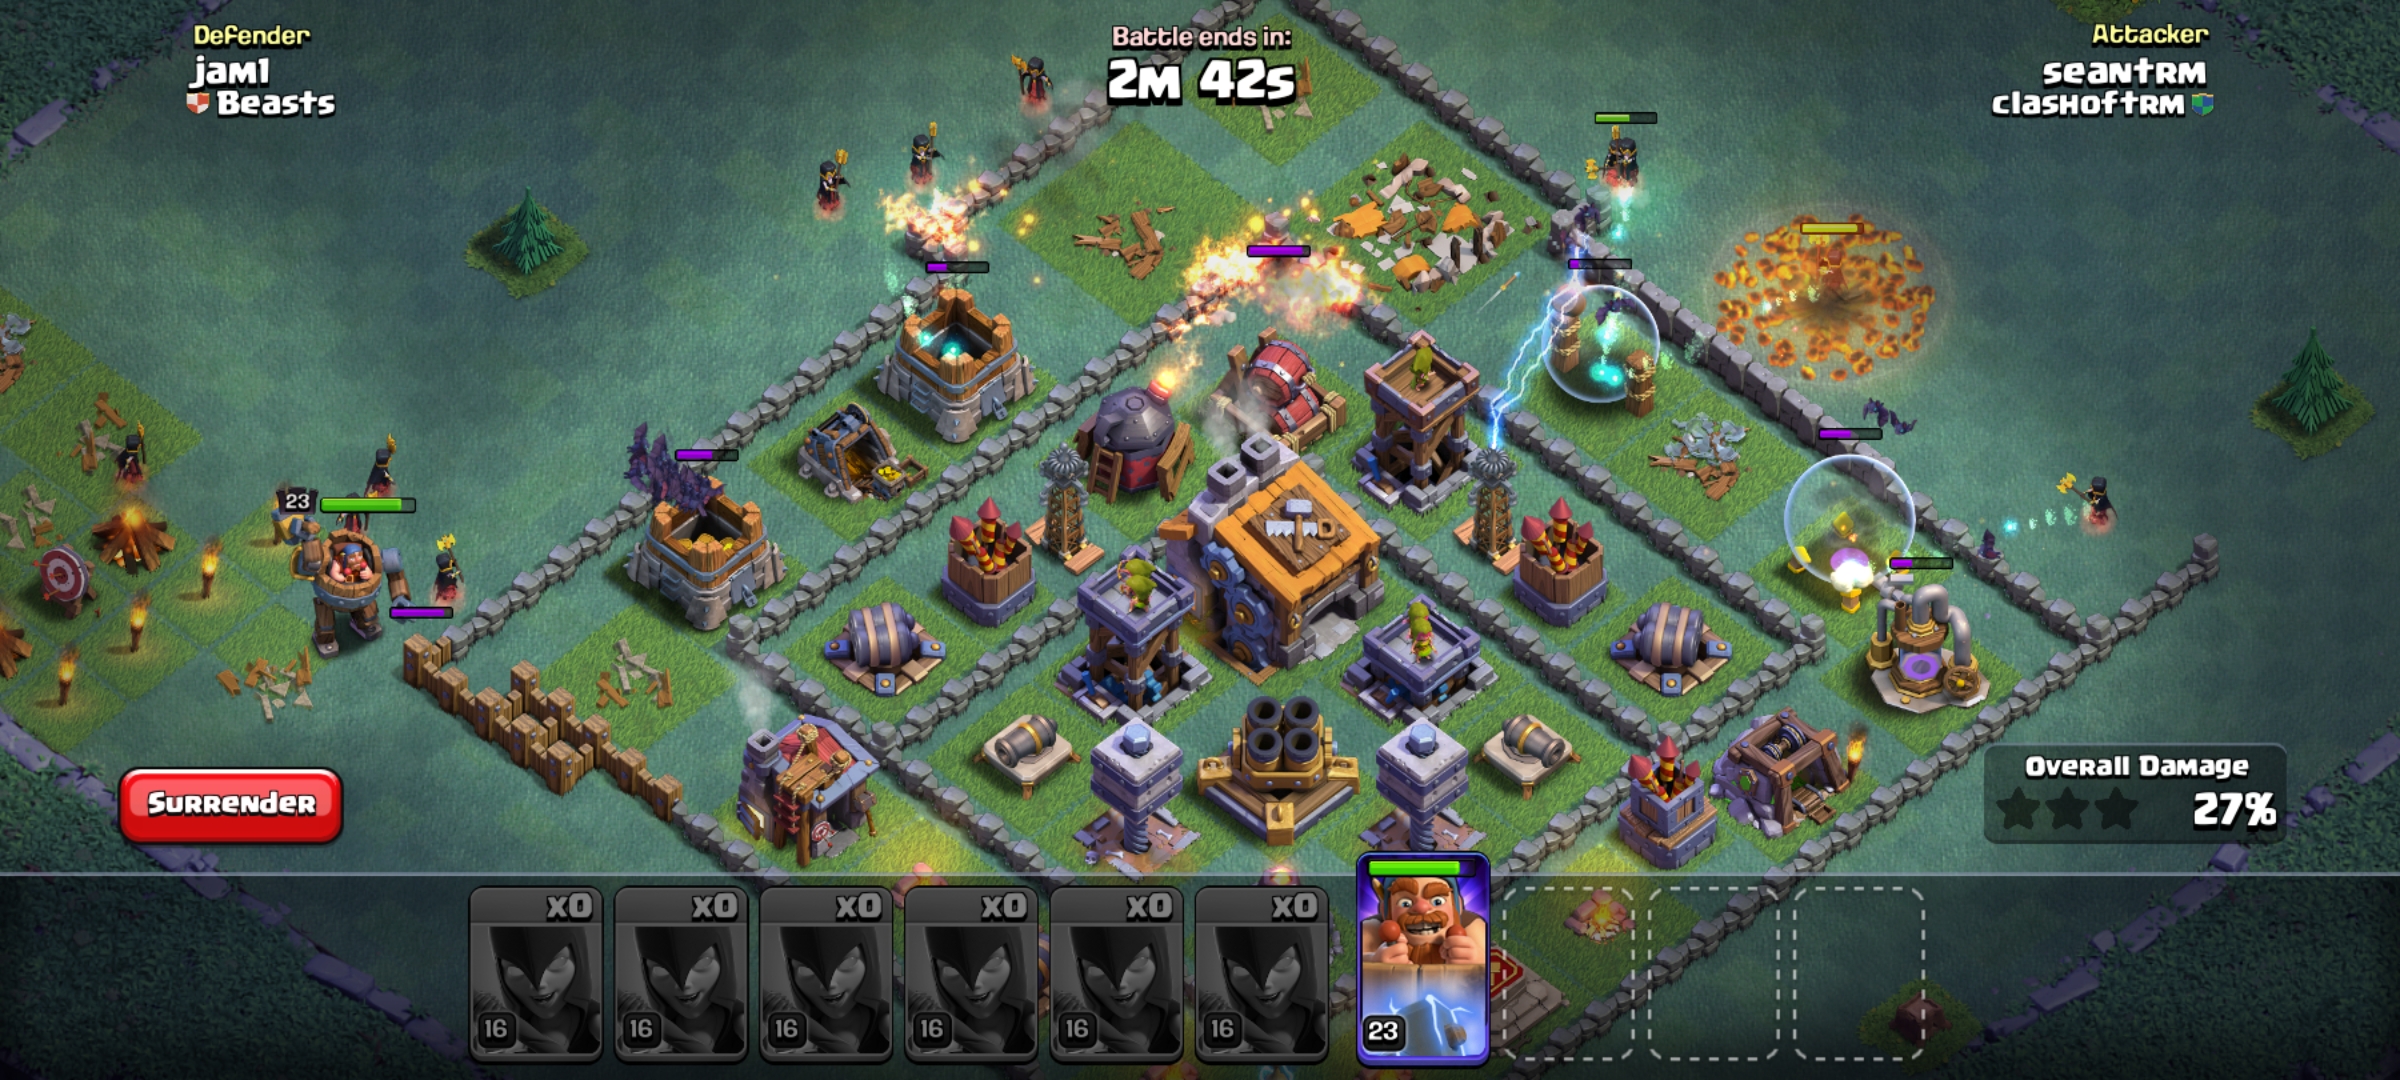 Defender
jam1
Beasts
Battle ends in:
2M 42s
Attacker
seantrm
clashoftrm
23
Surrender
Overall Damage
27%
x0
x0
x0
x0
x0
x0
16
16
16
16
16
16
23